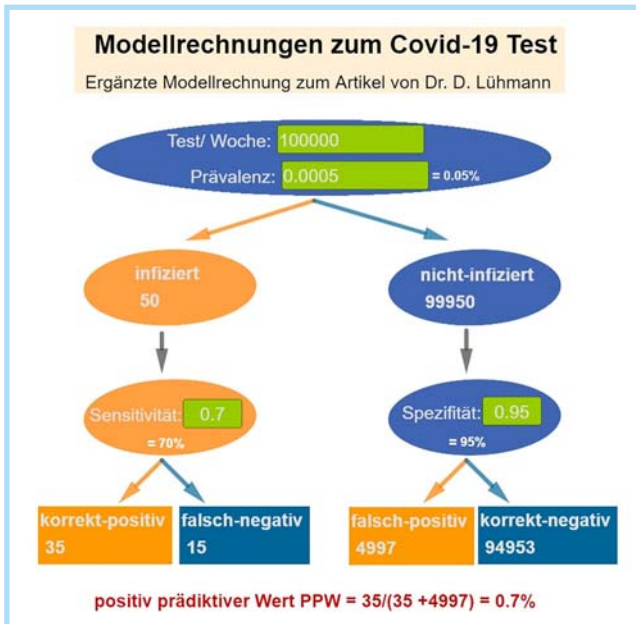 Modellrechnungen zum Covid-19 Test
Ergänzte Modellrechnung zum Artikel von Dr. D. Lühmann
Test/ Woche: 100000
Prävalenz: 0.0005 = 0.05%
infiziert
50
nicht-infiziert
99950
Sensitivität: 0.7
= 70%
Spezifität: 0.95
= 95%
korrekt-positiv
35
falsch-negativ
15
falsch-positiv
4997
korrekt-negativ
94953
positiv prädiktiver Wert PPW = 35/(35 +4997) = 0.7%